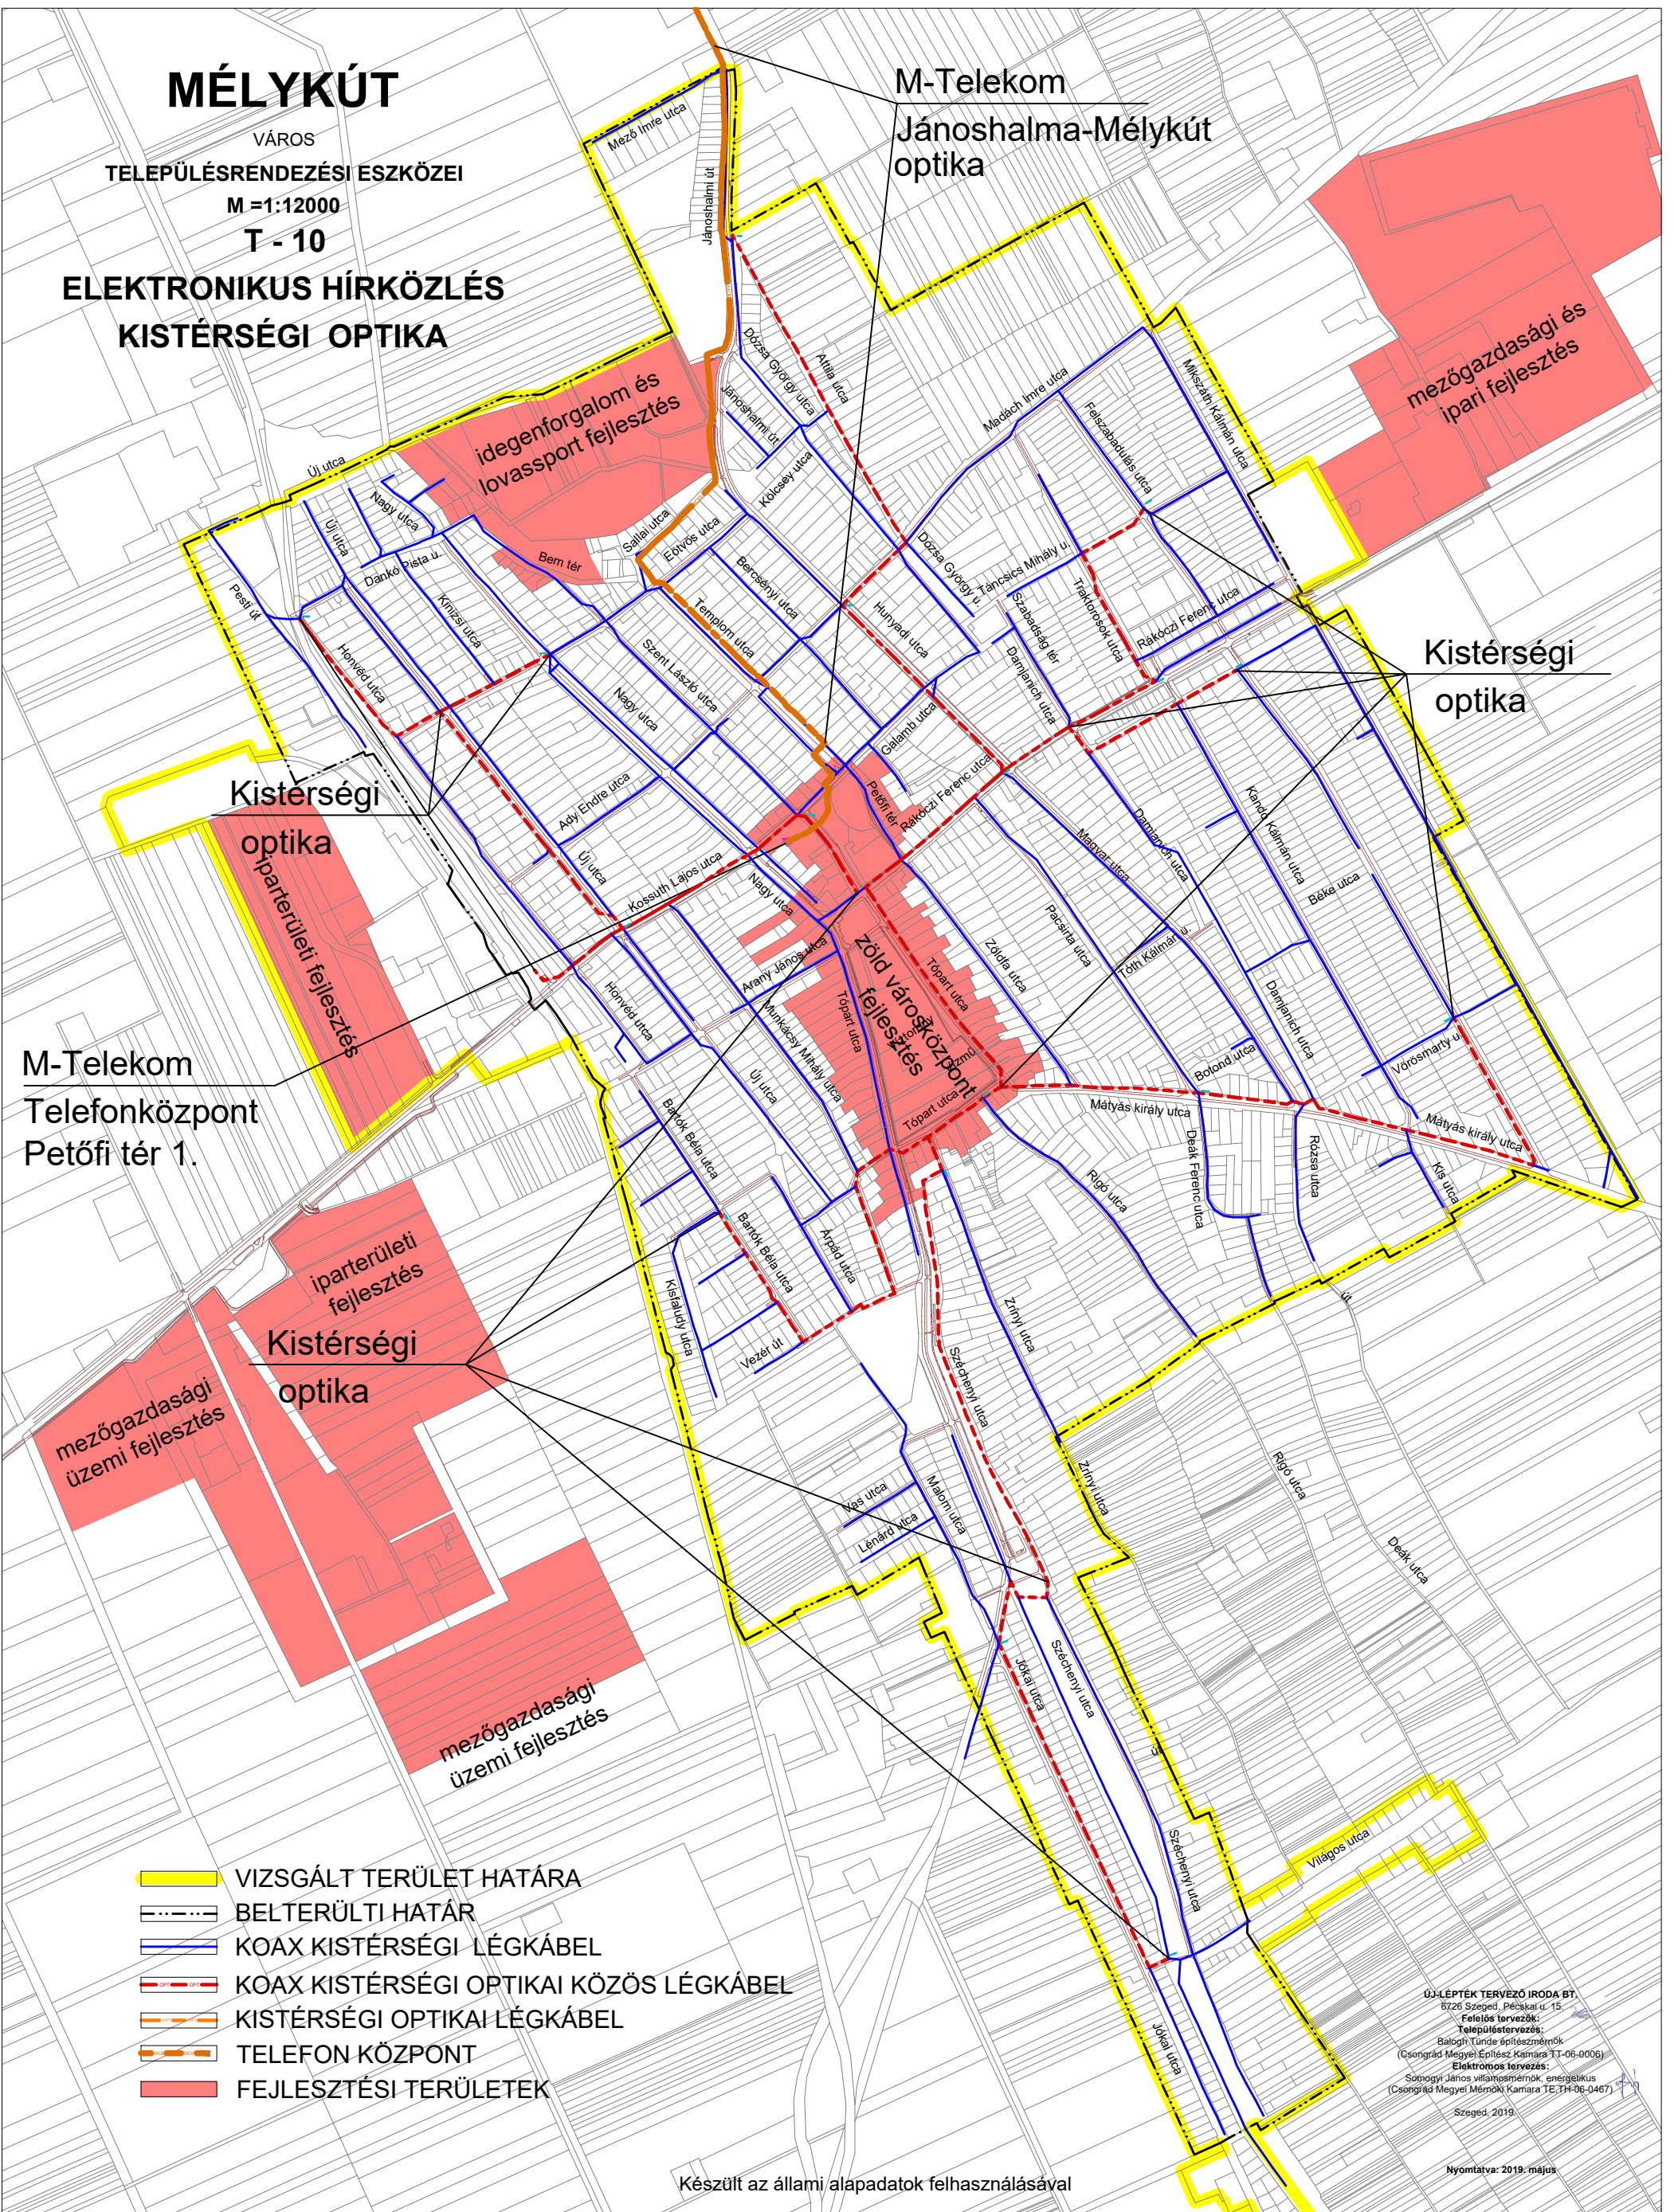 MÉLYKÚT
VÁROS
TELEPÜLÉSRENDEZÉSI ESZKÖZEI
M =1:12000
T - 10
ELEKTRONIKUS HÍRKÖZLÉS
KISTÉRSÉGI OPTIKA
M-Telekom
Jánoshalma-Mélykút
optika
Mező Imre utca
Jánoshalmi út
mezőgazdasági és
ipari fejlesztés
idegenforgalom és
lovassport fejlesztés
Dózsa György utca
Attila utca
Jánoshalmi út
Madách Imre utca
Mikszáth Kálmán utca
Felszabadulás utca
Új utca
Nagy utca
Új utca
Kölcsey utca
Sallai utca
Eötvös utca
Bem tér
Dankó Pista u.
Kinizsi utca
Pesti út
Bercsényi utca
Dózsa György u.
Táncsics Mihály u.
Szabadság tér
Traktorosok utca
Rákóczi Ferenc utca
Templom utca
Hunyadi utca
Honvéd utca
Szent László utca
Nagy utca
Damjanich utca
Galamb utca
Kistérségi
optika
Kistérségi
optika
Ady Endre utca
Petőfi tér
Rákóczi Ferenc utca
Magyar utca
Damjanich utca
Kandó Kálmán utca
Béke utca
iparterületi fejlesztés
Új utca
Kossuth Lajos utca
Nagy utca
Pacsirta utca
Tóth Kálmán u.
Zöldfa utca
Arany János utca
zöld városközpont
fejlesztés
Tópart utca
Tópart utca
Damjanich utca
Honvéd utca
Munkácsy Mihály utca
Új utca
Botond utca
Vörösmarty u.
M-Telekom
Telefonközpont
Petőfi tér 1.
Tópart utca
Mátyás király utca
Mátyás király utca
Bartók Béla utca
Deák Ferenc utca
Rózsa utca
Kis utca
Rigó utca
Bartók Béla utca
Árpád utca
iparterületi
fejlesztés
Kisfaludy utca
Zrínyi utca
út
Kistérségi
optika
Vezér út
Széchenyi utca
mezőgazdasági
üzemi fejlesztés
Zrínyi utca
Rigó utca
Vas utca
Malom utca
Lénárd utca
Deák utca
Jókai utca
Széchenyi utca
mezőgazdasági
üzemi fejlesztés
út
Világos utca
Széchenyi utca
Jókai utca
VIZSGÁLT TERÜLET HATÁRA
BELTERÜLTI HATÁR
KOAX KISTÉRSÉGI LÉGKÁBEL
KOAX KISTÉRSÉGI OPTIKAI KÖZÖS LÉGKÁBEL
KISTÉRSÉGI OPTIKAI LÉGKÁBEL
TELEFON KÖZPONT
FEJLESZTÉSI TERÜLETEK
ÚJ-LÉPTÉK TERVEZŐ IRODA BT.
6726 Szeged, Pécskai u. 15.
Felelős tervezők:
Településtervezés:
Balogh Tünde építészmérnök
(Csongrád Megyei Építész Kamara TT-06-0006)
Elektromos tervezés:
Somogyi János villamosmérnök, energetikus
(Csongrád Megyei Mérnöki Kamara TE,TH-06-0467)
Szeged, 2019.
Nyomtatva: 2019. május
Készült az állami alapadatok felhasználásával